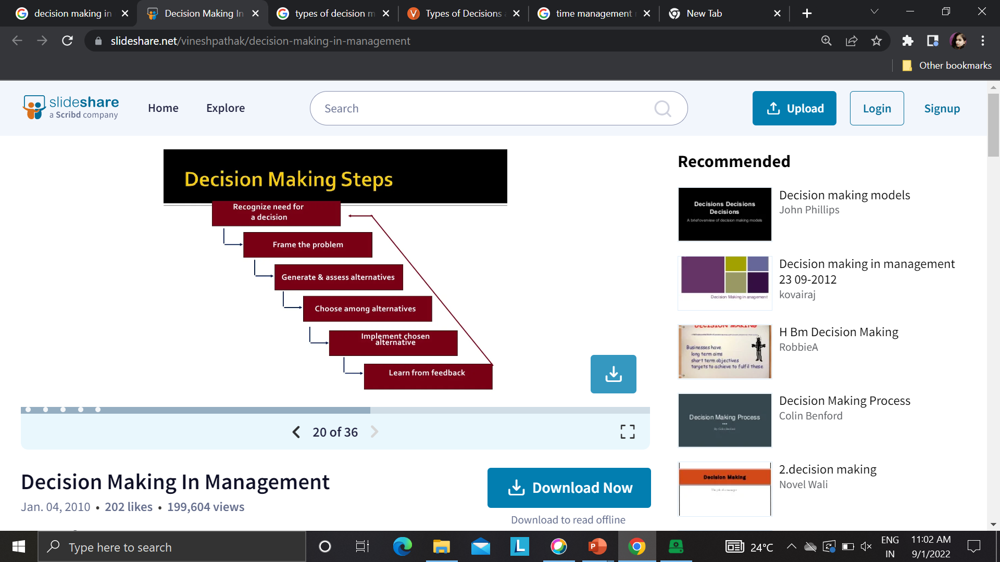 decision making in
Decision Making In
types of decision m
Types of Decisions a
time management
New Tab
slideshare.net/vineshpathak/decision-making-in-management
Other bookmarks
slideshare
a Scribd company
Home
Explore
Search
Upload
Login
Signup
Decision Making Steps
Recognize need for
a decision
Frame the problem
Generate & assess alternatives
Choose among alternatives
Implement chosen
alternative
Learn from feedback
20 of 36
Decision Making In Management
Jan. 04, 2010 • 202 likes • 199,604 views
Download Now
Download to read offline
Recommended
Decisions Decisions
Decisions
A brief overview of decision making models
Decision making models
John Phillips
Decision Making in anagement
Decision making in management
23 09-2012
kovairaj
DECISION MAKING
Businesses have
long term aims
short term objectives
targets to achieve to fulfil these
H Bm Decision Making
RobbieA
Decision Making Process
By: Colin Benford
Decision Making Process
Colin Benford
Decision Making
The job of a manager
2.decision making
Novel Wali
Type here to search
L
P
24°C
ENG
IN
11:02 AM
9/1/2022